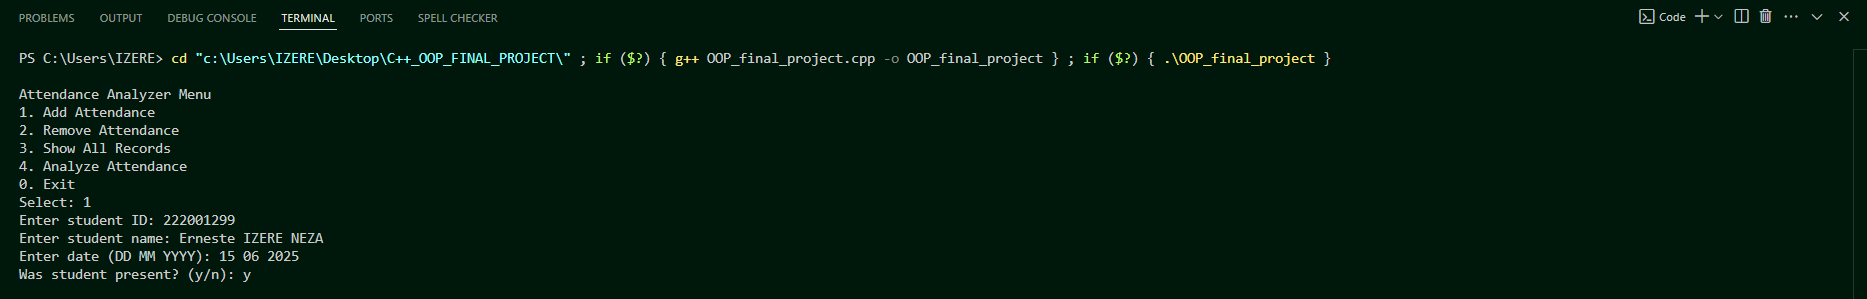 PROBLEMS OUTPUT DEBUG CONSOLE TERMINAL PORTS SPELL CHECKER Code
PS C:\Users\IZERE> cd "c:\Users\IZERE\Desktop\C++_OOP_FINAL_PROJECT\" ; if ($?) { g++ OOP_final_project.cpp -o OOP_final_project } ; if ($?) { .\OOP_final_project }
Attendance Analyzer Menu
1. Add Attendance
2. Remove Attendance
3. Show All Records
4. Analyze Attendance
0. Exit
Select: 1
Enter student ID: 222001299
Enter student name: Erneste IZERE NEZA
Enter date (DD MM YYYY): 15 06 2025
Was student present? (y/n): y